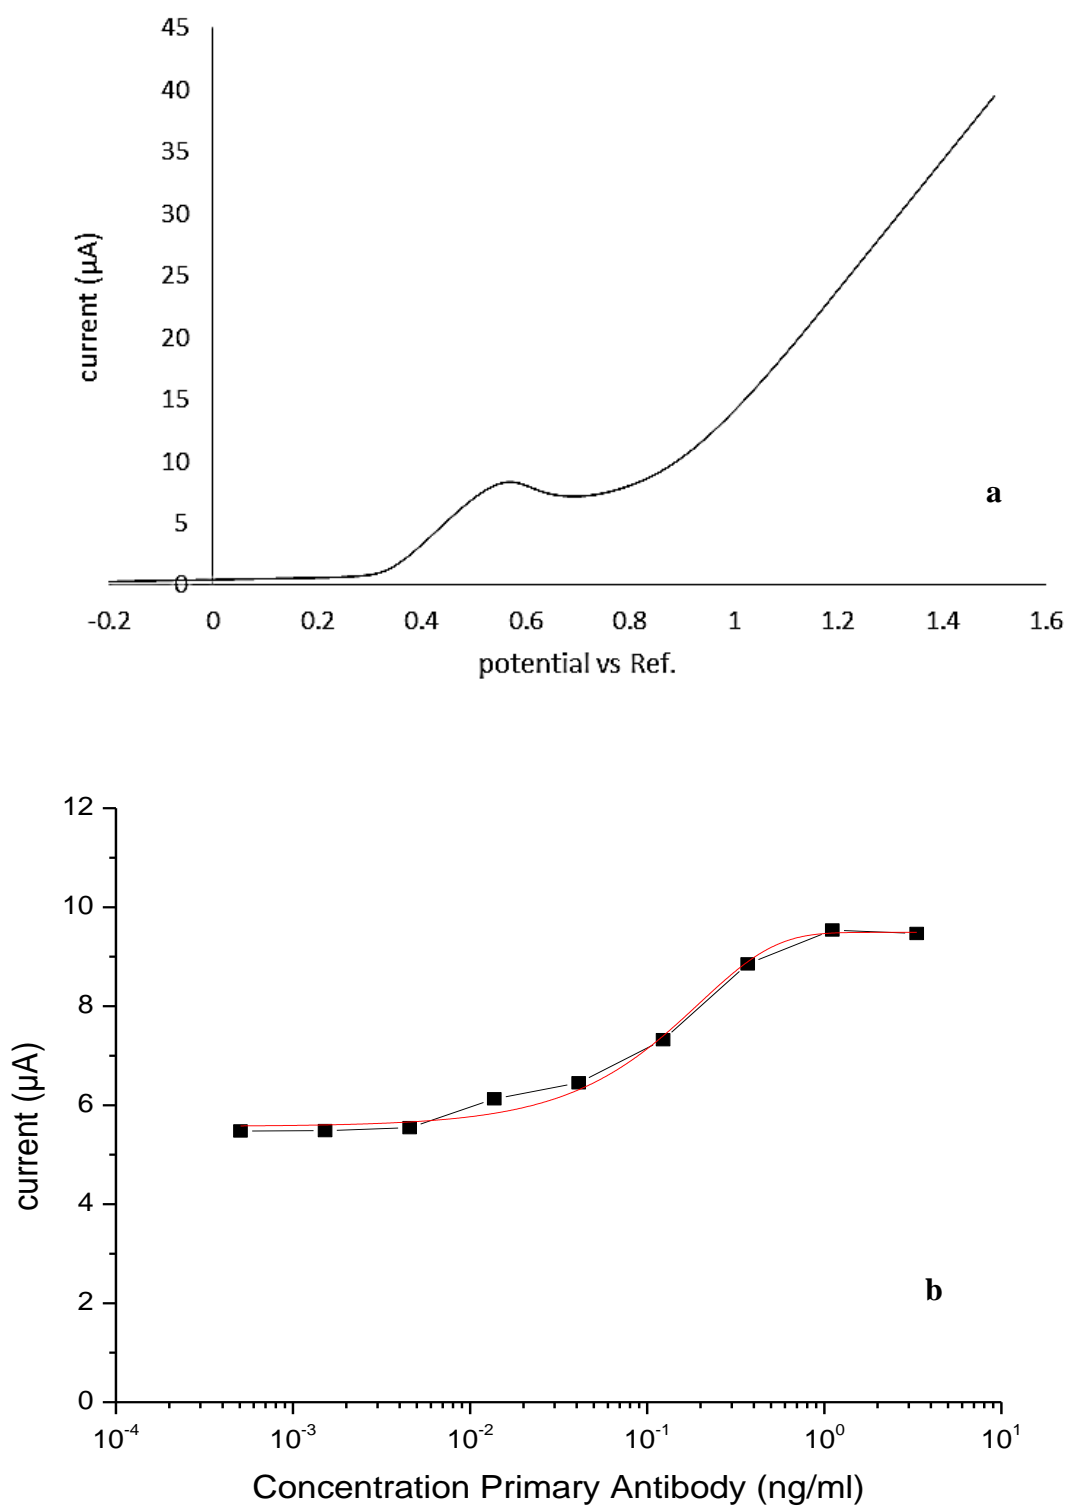 45
40
35
30
25
20
15
10
5
0
current (µA)
a
-0.2 0 0.2 0.4 0.6 0.8 1 1.2 1.4 1.6
potential vs Ref.
12
10
8
6
4
2
0
current (µA)
b
10⁻⁴ 10⁻³ 10⁻² 10⁻¹ 10⁰ 10¹
Concentration Primary Antibody (ng/ml)